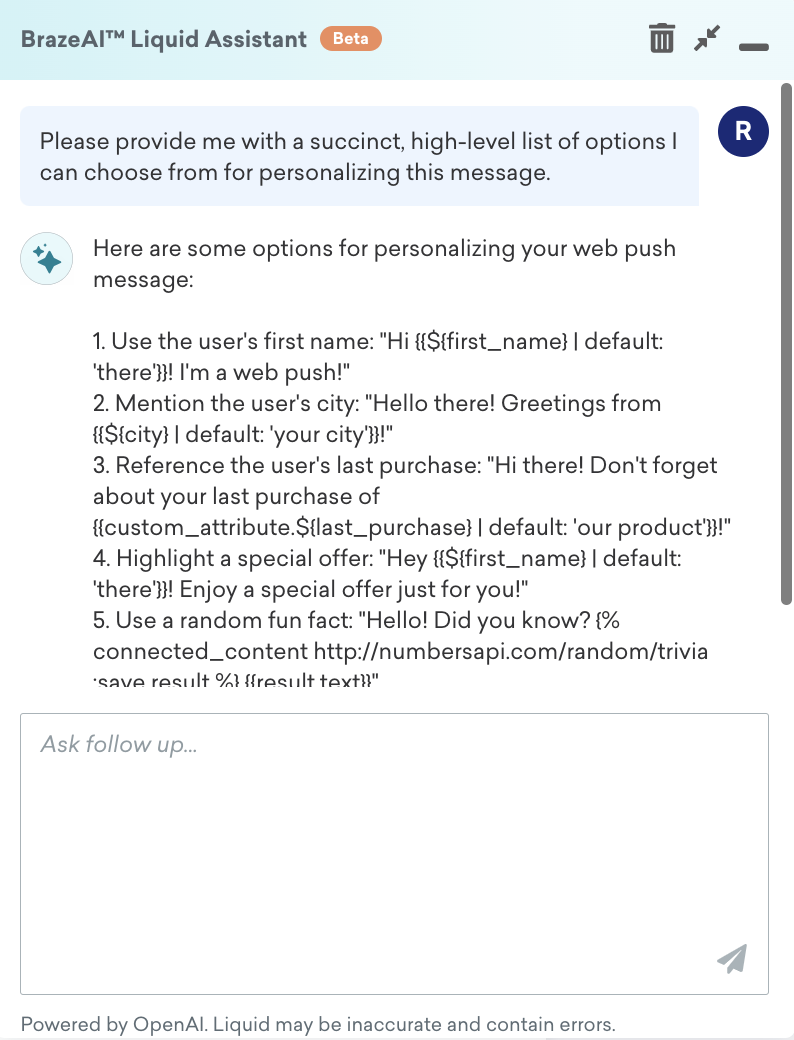 BrazeAI™ Liquid Assistant Beta
Please provide me with a succinct, high-level list of options I
can choose from for personalizing this message.
R
Here are some options for personalizing your web push
message:
1. Use the user's first name: "Hi {{${first_name} | default:
'there'}}! I'm a web push!"
2. Mention the user's city: "Hello there! Greetings from
{{${city} | default: 'your city'}}!"
3. Reference the user's last purchase: "Hi there! Don't forget
about your last purchase of
{{custom_attribute.${last_purchase} | default: 'our product'}}!"
4. Highlight a special offer: "Hey {{${first_name} | default:
'there'}}! Enjoy a special offer just for you!"
5. Use a random fun fact: "Hello! Did you know? {%
connected_content http://numbersapi.com/random/trivia
:save result %} {{result.text}}"
Ask follow up...
Powered by OpenAI. Liquid may be inaccurate and contain errors.